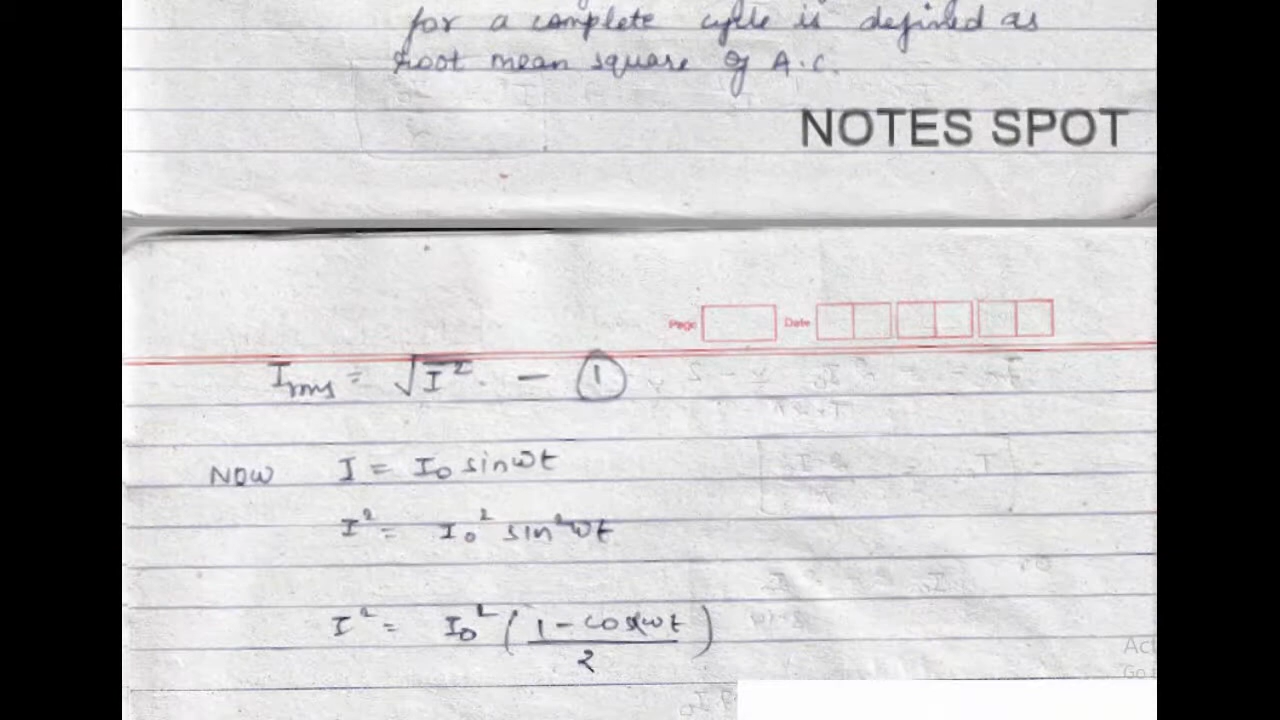 for a complete cycle is defined as
root mean square of A.C.
NOTES SPOT
Page Date
Irms = √I². — ①
NOW I = I₀ sinωt
I² = I₀² sin²ωt
I² = I₀² (1 - cos2ωt / 2)